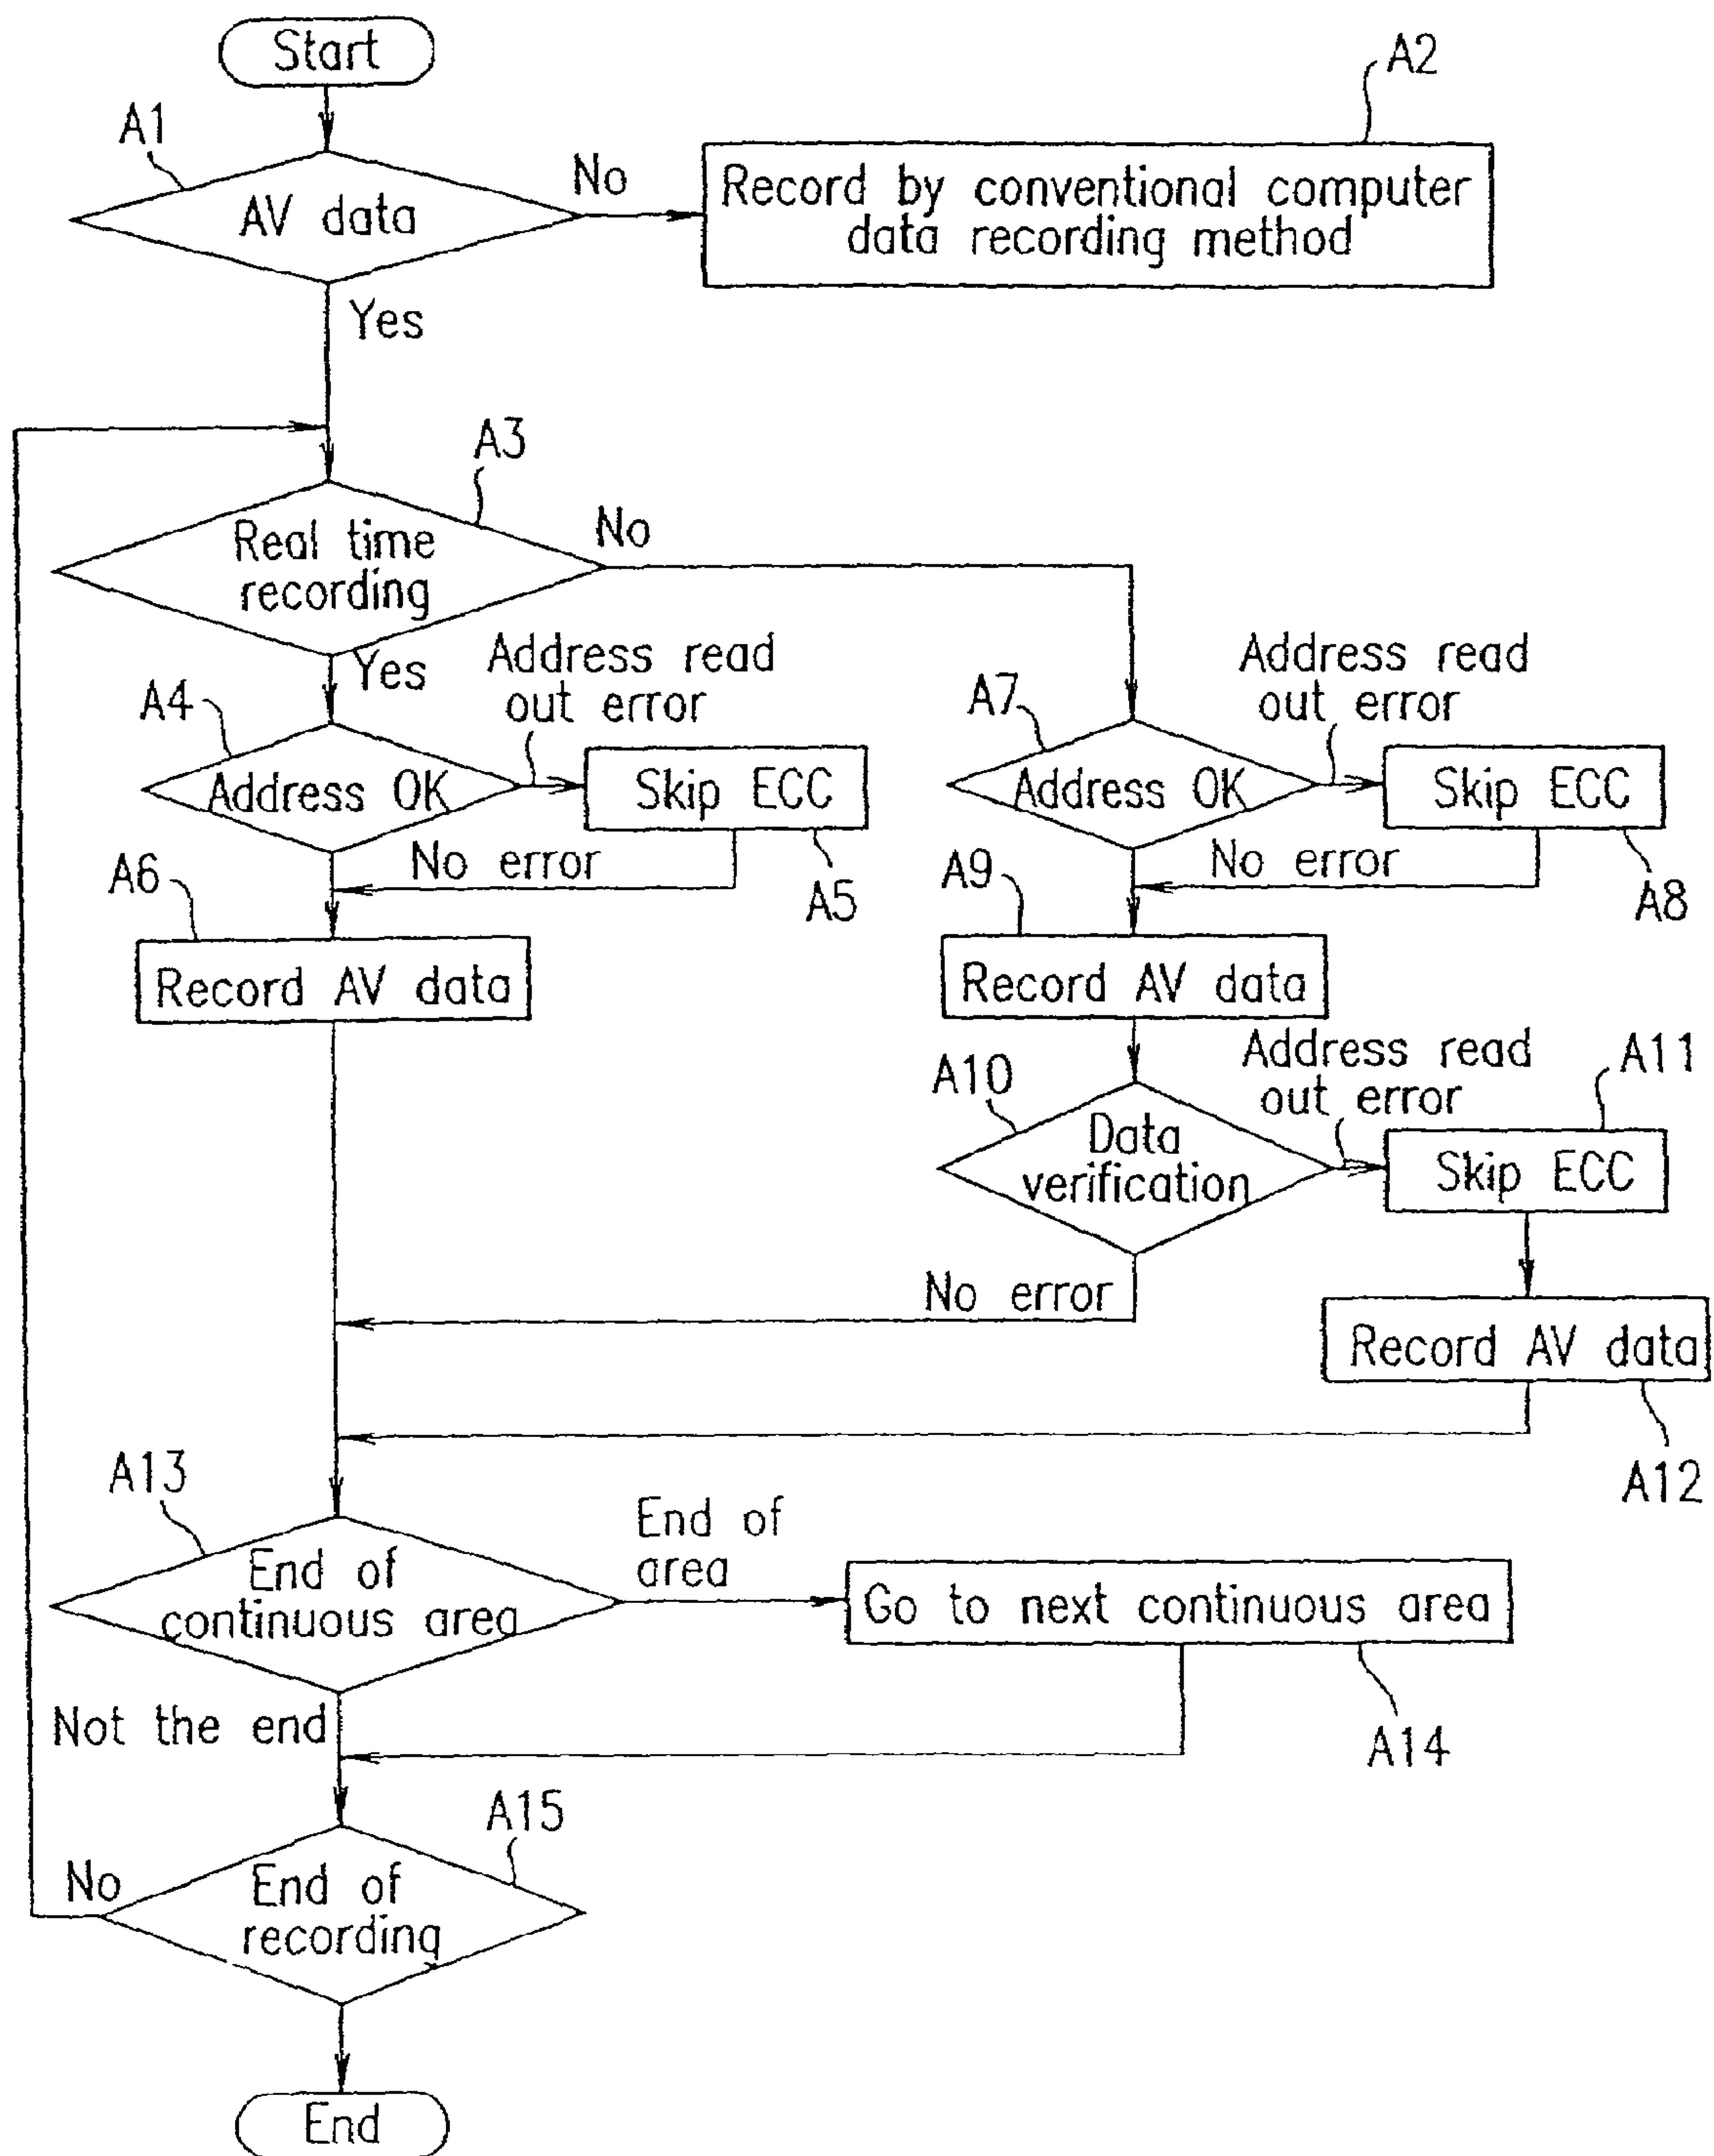 Start
A1
A2
AV data
No
Record by conventional computer
data recording method
Yes
A3
Real time
recording
No
Yes
Address read
out error
A4
Address OK
Skip ECC
No error
A5
A6
Record AV data
Address read
out error
A7
Address OK
Skip ECC
No error
A8
A9
Record AV data
A10
Data
verification
Address read
out error
A11
Skip ECC
No error
Record AV data
A12
A13
End of
continuous area
End of
area
Go to next continuous area
Not the end
A14
A15
No
End of
recording
End